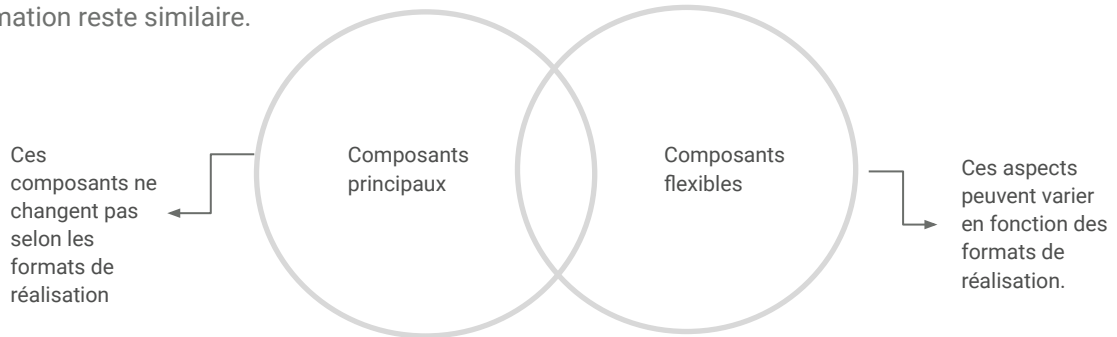 reste similaire.
Ces
composants ne
changent pas
selon les
formats de
réalisation
Composants
principaux
Composants
flexibles
Ces aspects
peuvent varier
en fonction des
formats de
réalisation.